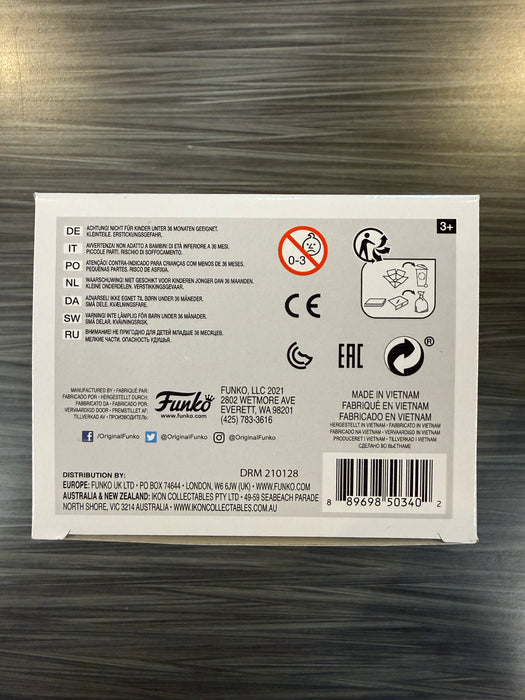 DE ACHTUNG! NICHT FÜR KINDER UNTER 36 MONATEN GEEIGNET.
KLEINTEILE. ERSTICKUNGSGEFAHR.
IT AVVERTENZA! NON ADATTO A BAMBINI DI ETÀ INFERIORE A 36 MESI.
PICCOLE PARTI. RISCHIO DI SOFFOCAMENTO.
PO ATENÇÃO! CONTRA-INDICADO PARA CRIANÇAS COM MENOS DE 36 MESES.
PEQUENAS PARTES. RISCO DE ASFIXIA.
NL WAARSCHUWING! NIET GESCHIKT VOOR KINDEREN JONGER DAN 36 MAANDEN.
KLEINE ONDERDELEN. VERSTIKKINGSGEVAAR.
DA ADVARSEL! IKKE EGNET TIL BØRN UNDER 36 MÅNEDER.
SMÅ DELE. KVÆLNINGSFARE.
SW VARNING! INTE LÄMPLIG FÖR BARN UNDER 36 MÅNADER.
SMÅ DELAR. KVÄVNINGSRISK.
RU ВНИМАНИЕ! НЕ ПРИГОДНО ДЛЯ ДЕТЕЙ МЛАДШЕ 36 МЕСЯЦЕВ.
МЕЛКИЕ ЧАСТИ. ОПАСНОСТЬ УДУШЬЯ.
0-3
3+
CE
EAC
®
MANUFACTURED BY • FABRIQUÉ PAR:
FABRICADO POR • HERGESTELLT DURCH:
FABBRICATO DA • FABRICADO POR:
VERVAARDIGD DOOR • FREMSTILLET AF:
TILLVERKAD AV • ПРОИЗВОДИТЕЛЬ:
Funko
www.funko.com
FUNKO, LLC 2021
2802 WETMORE AVE
EVERETT, WA 98201
(425) 783-3616
/OriginalFunko @OriginalFunko @OriginalFunko
MADE IN VIETNAM
FABRIQUÉ EN VIETNAM
FABRICADO EN VIETNAM
HERGESTELLT IN VIETNAM • FABBRICATO IN VIETNAM
FABRICADO NA VIETNAM • VERVAARDIGD IN VIETNAM
PRODUCERET I VIETNAM • TILLVERKAD I VIETNAM
СДЕЛАНО ВО ВЬЕТНАМЕ
DRM 210128
DISTRIBUTION BY:
EUROPE: FUNKO UK LTD • PO BOX 74644 • LONDON, W6 6JW (UK) • WWW.FUNKO.COM
AUSTRALIA & NEW ZEALAND: IKON COLLECTABLES PTY LTD • 49-59 SEABEACH PARADE
NORTH SHORE, VIC 3214 AUSTRALIA • WWW.IKONCOLLECTABLES.COM.AU
8 89698 50340 2